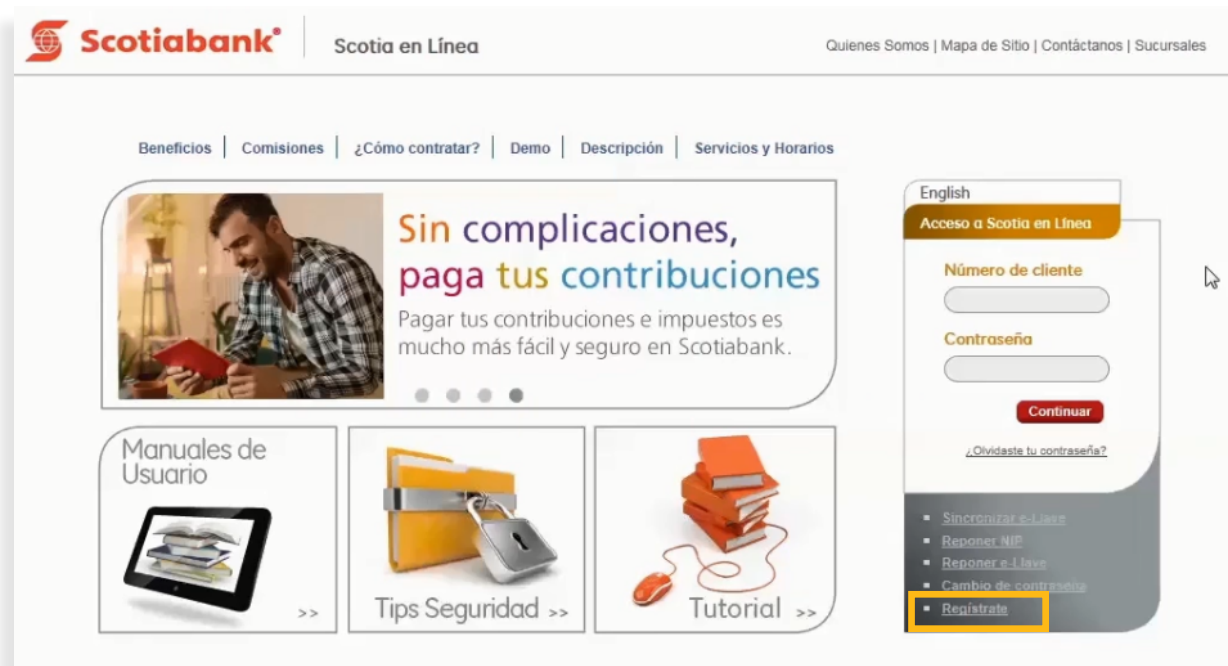 Scotiabank®
Scotia en Línea
Quienes Somos | Mapa de Sitio | Contáctanos | Sucursales
Beneficios | Comisiones | ¿Cómo contratar? | Demo | Descripción | Servicios y Horarios
Sin complicaciones,
paga tus contribuciones
Pagar tus contribuciones e impuestos es
mucho más fácil y seguro en Scotiabank.
Manuales de
Usuario
>>
Tips Seguridad >>
Tutorial >>
English
Acceso a Scotia en Línea
Número de cliente
Contraseña
Continuar
¿Olvidaste tu contraseña?
Sincronizar e-Llave
Reponer NIP
Reponer e-Llave
Cambio de contraseña
Regístrate